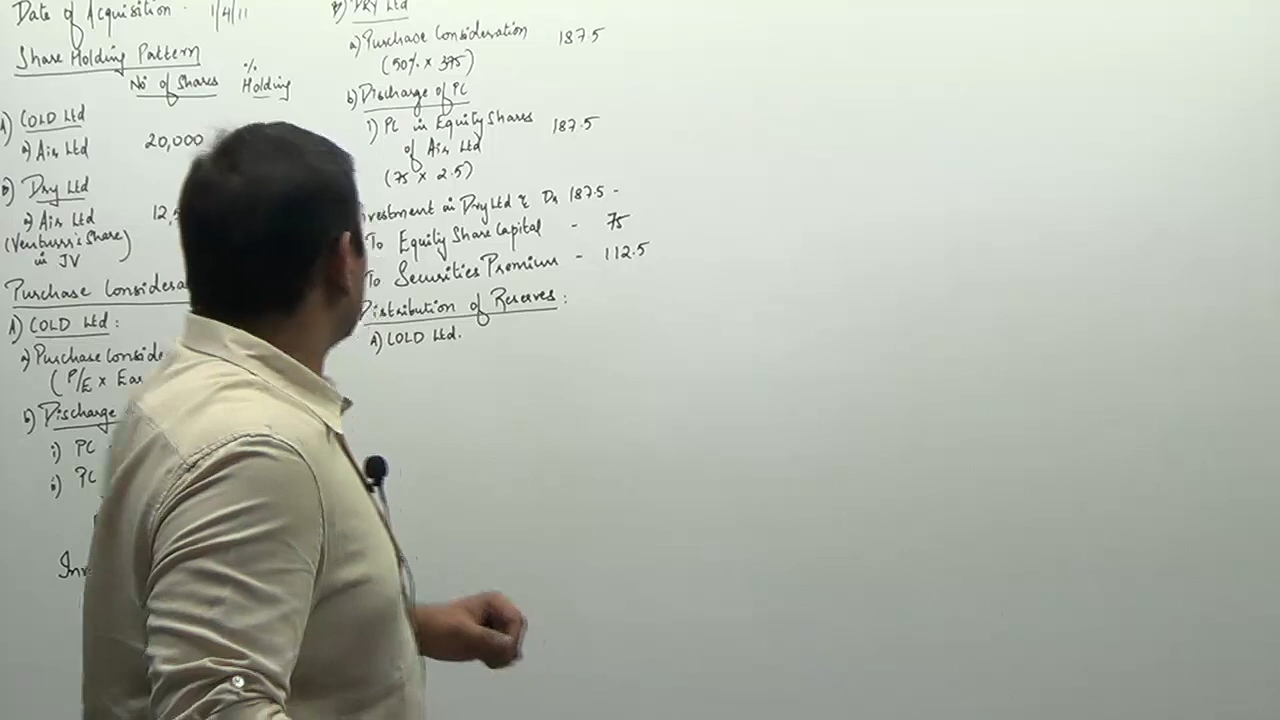 Date of Acquisition - 1/4/11
Share Holding Pattern
No of Shares % Holding
A) COLD Ltd
a) Air Ltd 20,000
B) Dry Ltd
a) Air Ltd 12,5
(Venturer's Share)
in JV
Purchase Considera
A) COLD Ltd :
a) Purchase Conside
(P/E × Ear
b) Discharge
i) PC
ii) PC
Inv
B) DRY Ltd
a) Purchase Consideration 187.5
(50% × 375)
b) Discharge of PC
i) PC in Equity Shares 187.5
of Air Ltd
(75 × 2.5)
vestment in Dry Ltd Dr 187.5 -
To Equity Share Capital - 75
To Securities Premium - 112.5
Distribution of Reserves :
A) COLD Ltd.